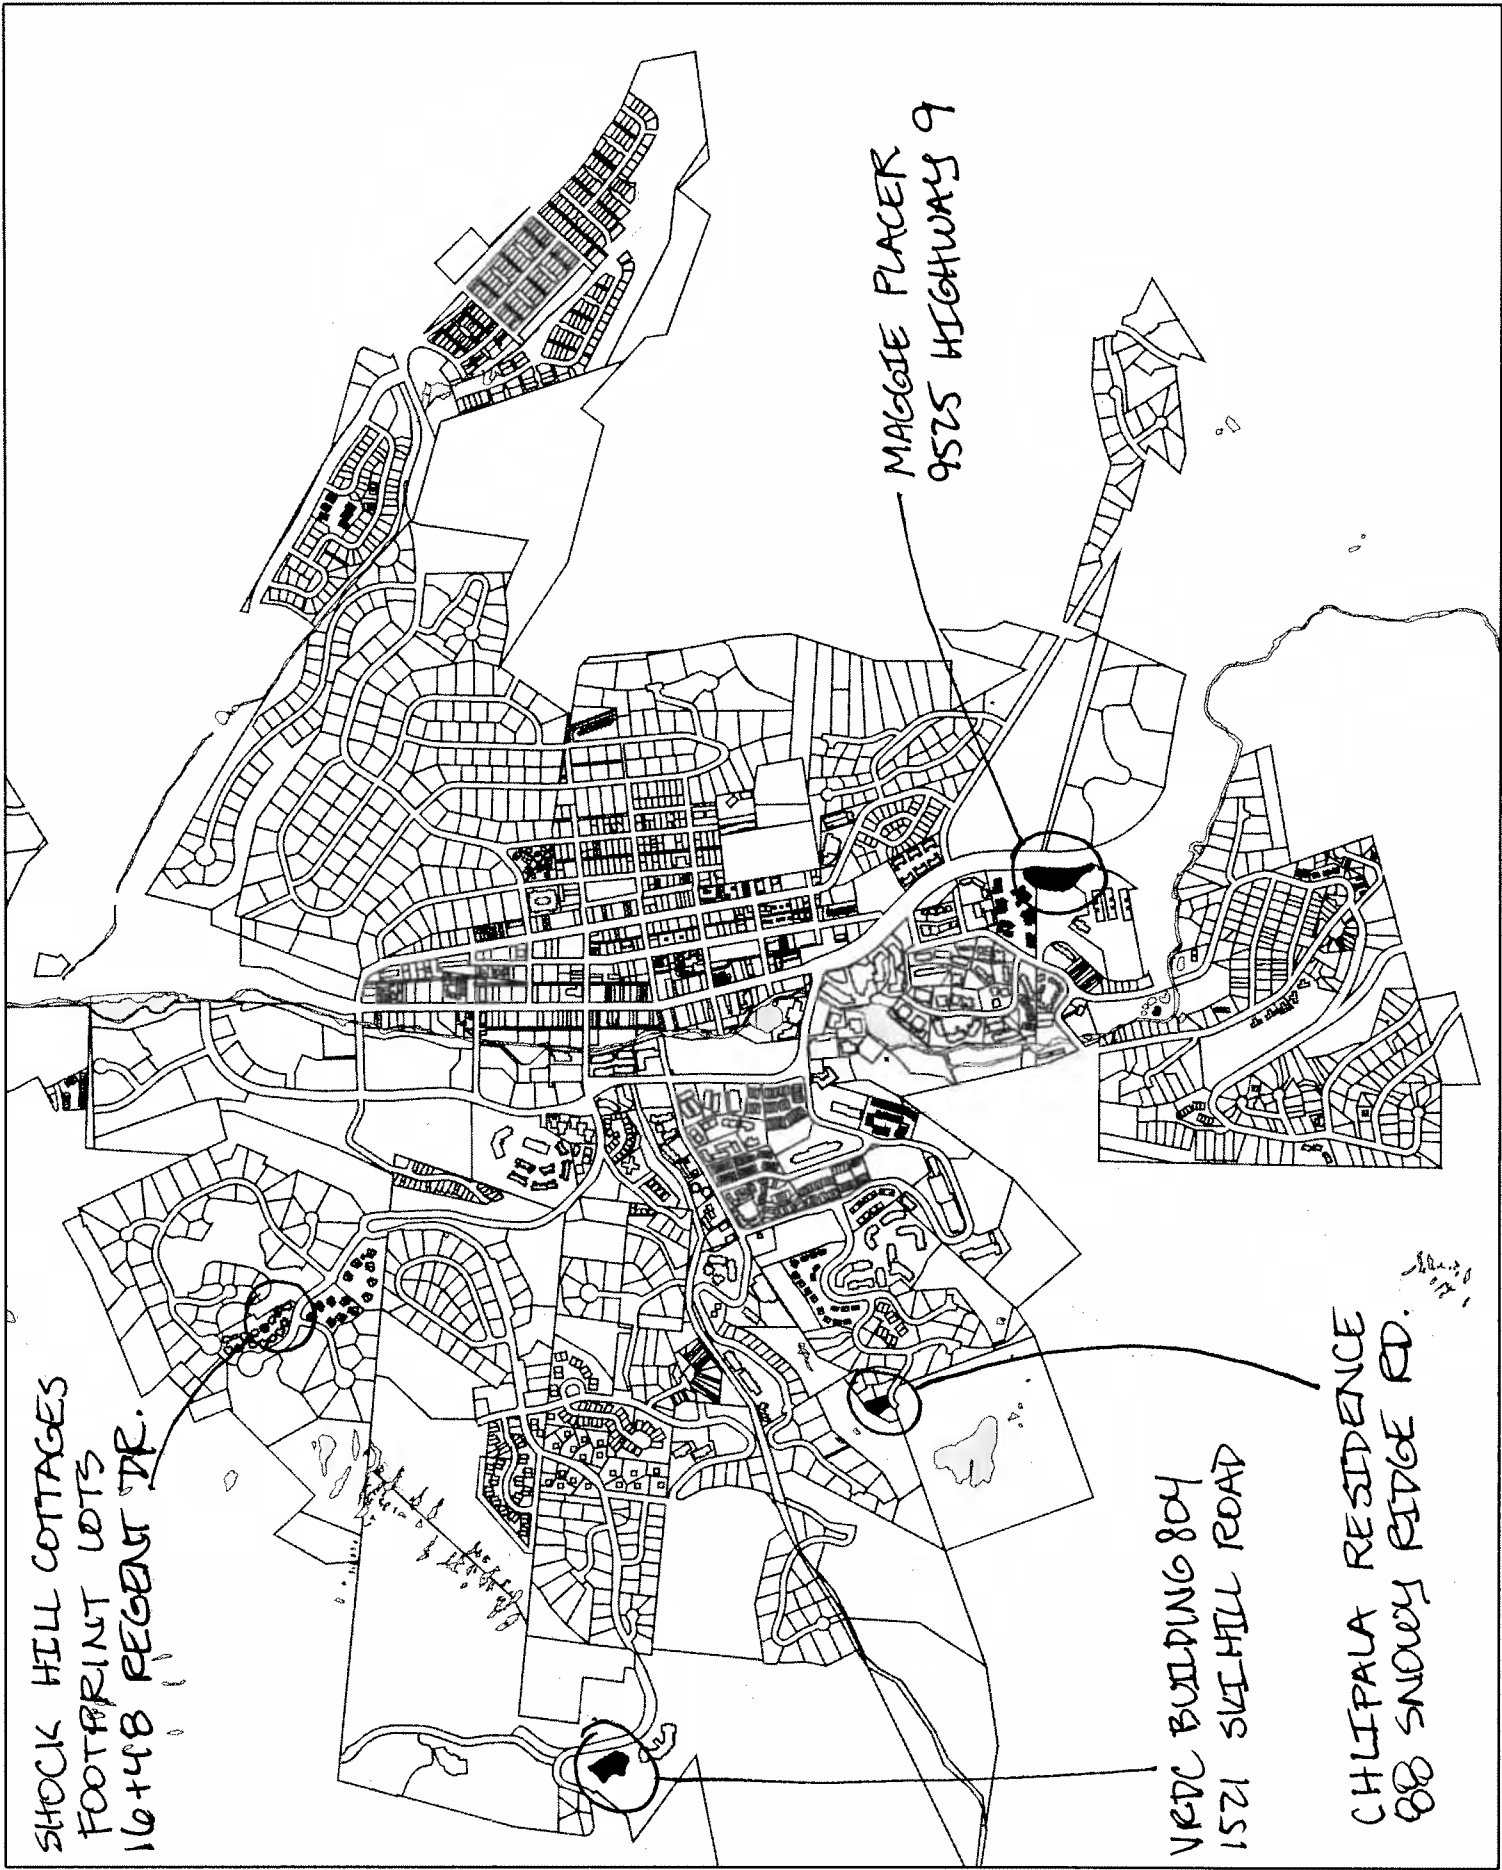 SHOCK HILL COTTAGES
FOOTPRINT LOTS
16+48 REGENT DR.
MAGGIE PLACER
9525 HIGHWAY 9
VRDC BUILDING 804
1521 SKI HILL ROAD
CHLIPALA RESIDENCE
88 SNOWY RIDGE RD.